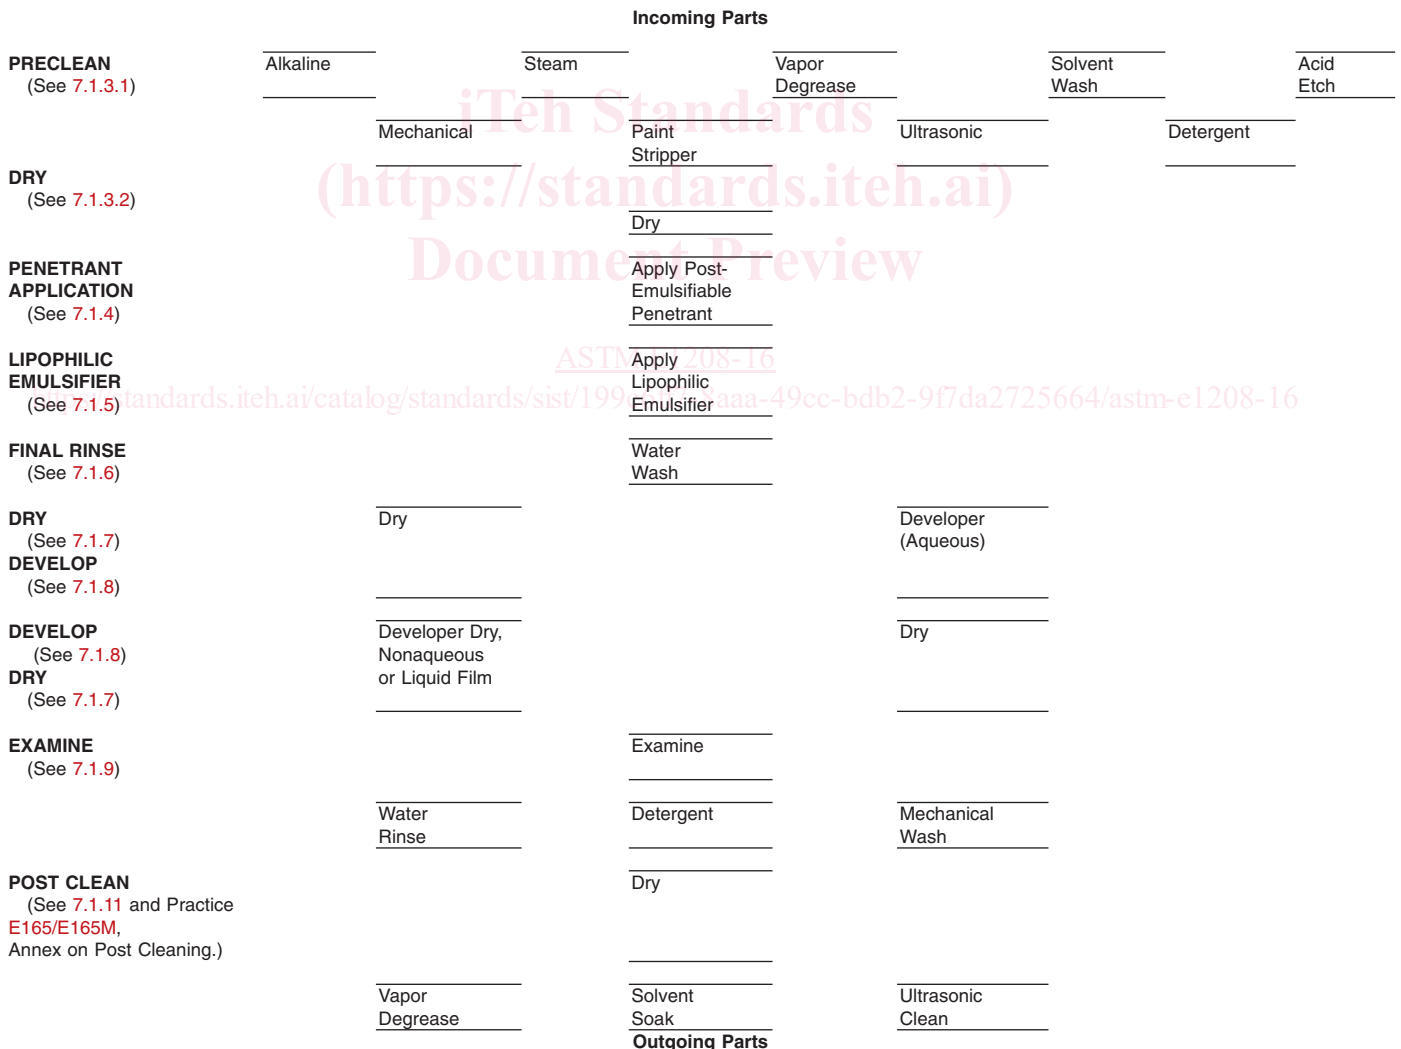 Incoming Parts
PRECLEAN Alkaline Steam Vapor Solvent Acid
(See 7.1.3.1) Degrease Wash Etch
iTeh Standards
Mechanical Paint Ultrasonic Detergent
Stripper
DRY
(See 7.1.3.2)
(https://standards.iteh.ai)
Dry
Document Preview
PENETRANT Apply Post-
APPLICATION Emulsifiable
(See 7.1.4) Penetrant
LIPOPHILIC Apply
ASTM E1208-16
EMULSIFIER Lipophilic
(See 7.1.5) Emulsifier
FINAL RINSE Water
(See 7.1.6) Wash
DRY Dry Developer
(See 7.1.7) (Aqueous)
DEVELOP
(See 7.1.8)
DEVELOP Developer Dry, Dry
(See 7.1.8) Nonaqueous
DRY or Liquid Film
(See 7.1.7)
EXAMINE Examine
(See 7.1.9)
Water Detergent Mechanical
Rinse Wash
POST CLEAN Dry
(See 7.1.11 and Practice
E165/E165M,
Annex on Post Cleaning.)
Vapor Solvent Ultrasonic
Degrease Soak Clean
Outgoing Parts